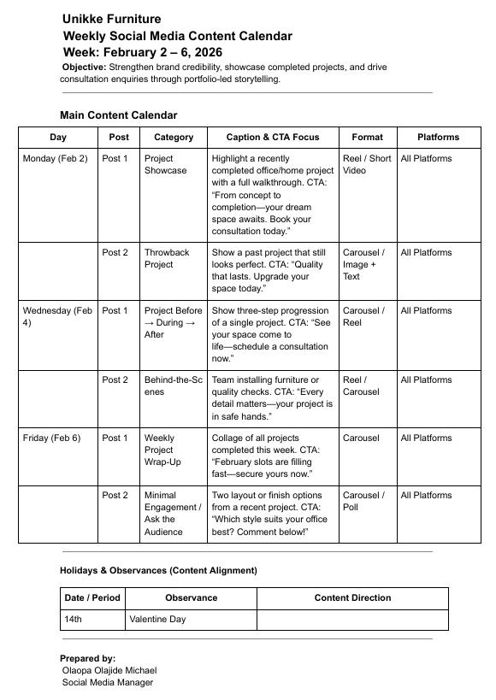 Unikke Furniture
Weekly Social Media Content Calendar
Week: February 2 – 6, 2026
Objective: Strengthen brand credibility, showcase completed projects, and drive
consultation enquiries through portfolio-led storytelling.
Main Content Calendar
Day Post Category Caption & CTA Focus Format Platforms
Monday (Feb 2) Post 1 Project Highlight a recently Reel / Short All Platforms
Showcase completed office/home project Video
with a full walkthrough. CTA:
“From concept to
completion—your dream
space awaits. Book your
consultation today.”
Post 2 Throwback Show a past project that still Carousel / All Platforms
Project looks perfect. CTA: “Quality Image +
that lasts. Upgrade your Text
space today.”
Wednesday (Feb Post 1 Project Before Show three-step progression Carousel / All Platforms
4) → During → of a single project. CTA: “See Reel
After your space come to
life—schedule a consultation
now.”
Post 2 Behind-the-Sc Team installing furniture or Reel / All Platforms
enes quality checks. CTA: “Every Carousel
detail matters—your project is
in safe hands.”
Friday (Feb 6) Post 1 Weekly Collage of all projects Carousel All Platforms
Project completed this week. CTA:
Wrap-Up “February slots are filling
fast—secure yours now.”
Post 2 Minimal Two layout or finish options Carousel / All Platforms
Engagement / from a recent project. CTA: Poll
Ask the “Which style suits your office
Audience best? Comment below!”
Holidays & Observances (Content Alignment)
Date / Period Observance Content Direction
14th Valentine Day
Prepared by:
Olaopa Olajide Michael
Social Media Manager